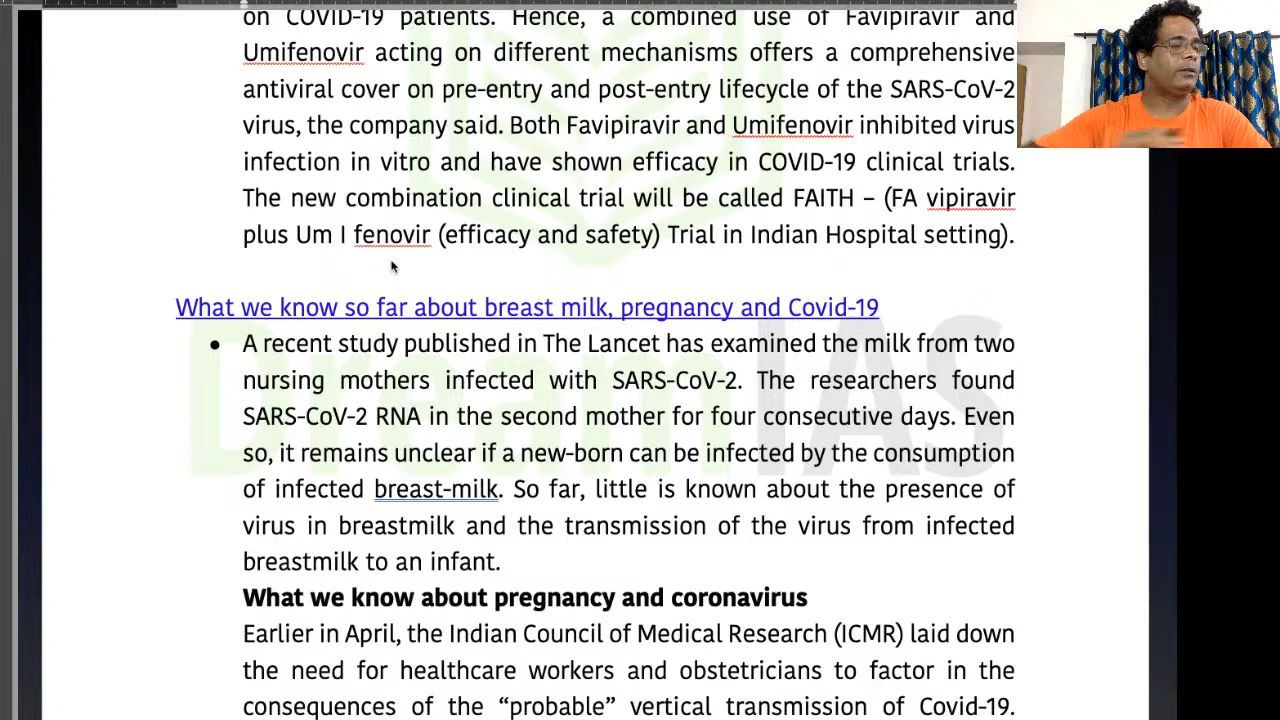 on COVID-19 patients. Hence, a combined use of Favipiravir and
Umifenovir acting on different mechanisms offers a comprehensive
antiviral cover on pre-entry and post-entry lifecycle of the SARS-CoV-2
virus, the company said. Both Favipiravir and Umifenovir inhibited virus
infection in vitro and have shown efficacy in COVID-19 clinical trials.
The new combination clinical trial will be called FAITH – (FA vipiravir
plus Um I fenovir (efficacy and safety) Trial in Indian Hospital setting).
What we know so far about breast milk, pregnancy and Covid-19
• A recent study published in The Lancet has examined the milk from two
nursing mothers infected with SARS-CoV-2. The researchers found
SARS-CoV-2 RNA in the second mother for four consecutive days. Even
so, it remains unclear if a new-born can be infected by the consumption
of infected breast-milk. So far, little is known about the presence of
virus in breastmilk and the transmission of the virus from infected
breastmilk to an infant.
What we know about pregnancy and coronavirus
Earlier in April, the Indian Council of Medical Research (ICMR) laid down
the need for healthcare workers and obstetricians to factor in the
consequences of the “probable” vertical transmission of Covid-19.
Dream IAS